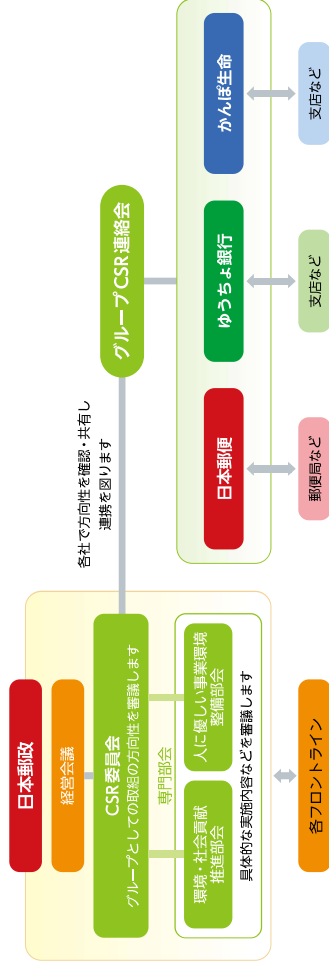 日本郵政
経営会議
CSR委員会
グループとしての取組の方向性を審議します
専門部会
環境・社会貢献
推進部会
人に優しい事業環境
整備部会
具体的な実施内容などを審議します
各フロントライン
各社で方向性を確認・共有し
連携を図ります
グループCSR連絡会
日本郵便
ゆうちょ銀行
かんぽ生命
郵便局など
支店など
支店など